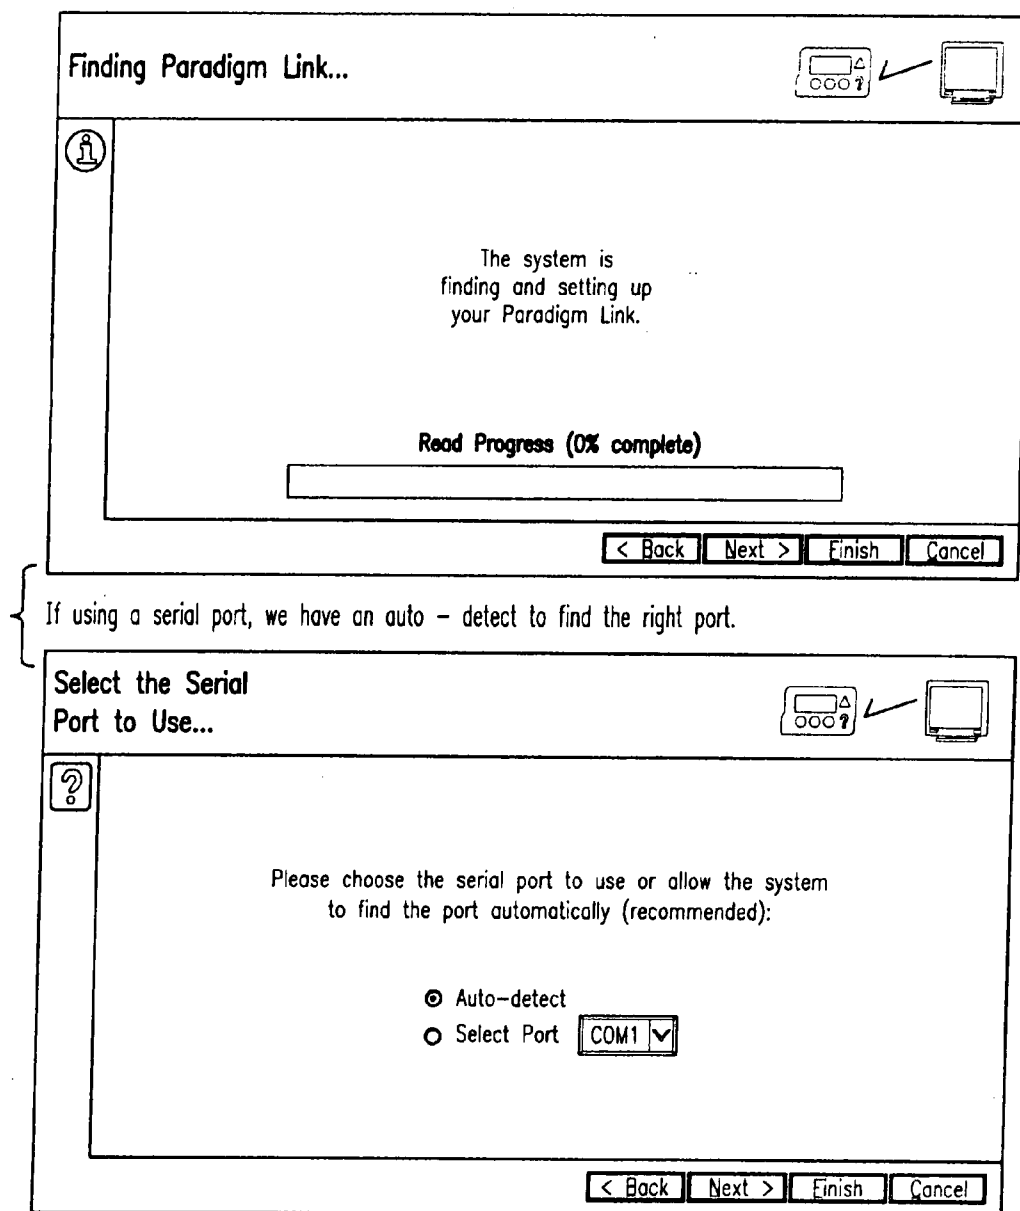 Finding Paradigm Link...
The system is
finding and setting up
your Paradigm Link.
Read Progress (0% complete)
< Back Next > Finish Cancel
If using a serial port, we have an auto – detect to find the right port.
Select the Serial
Port to Use...
Please choose the serial port to use or allow the system
to find the port automatically (recommended):
Auto-detect
Select Port COM1
< Back Next > Finish Cancel